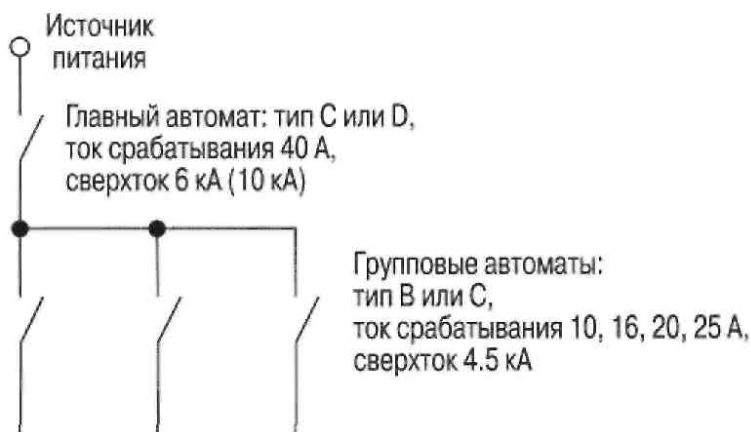 Источник
питания
Главный автомат: тип C или D,
ток срабатывания 40 А,
сверхток 6 кА (10 кА)
Групповые автоматы:
тип B или C,
ток срабатывания 10, 16, 20, 25 А,
сверхток 4.5 кА